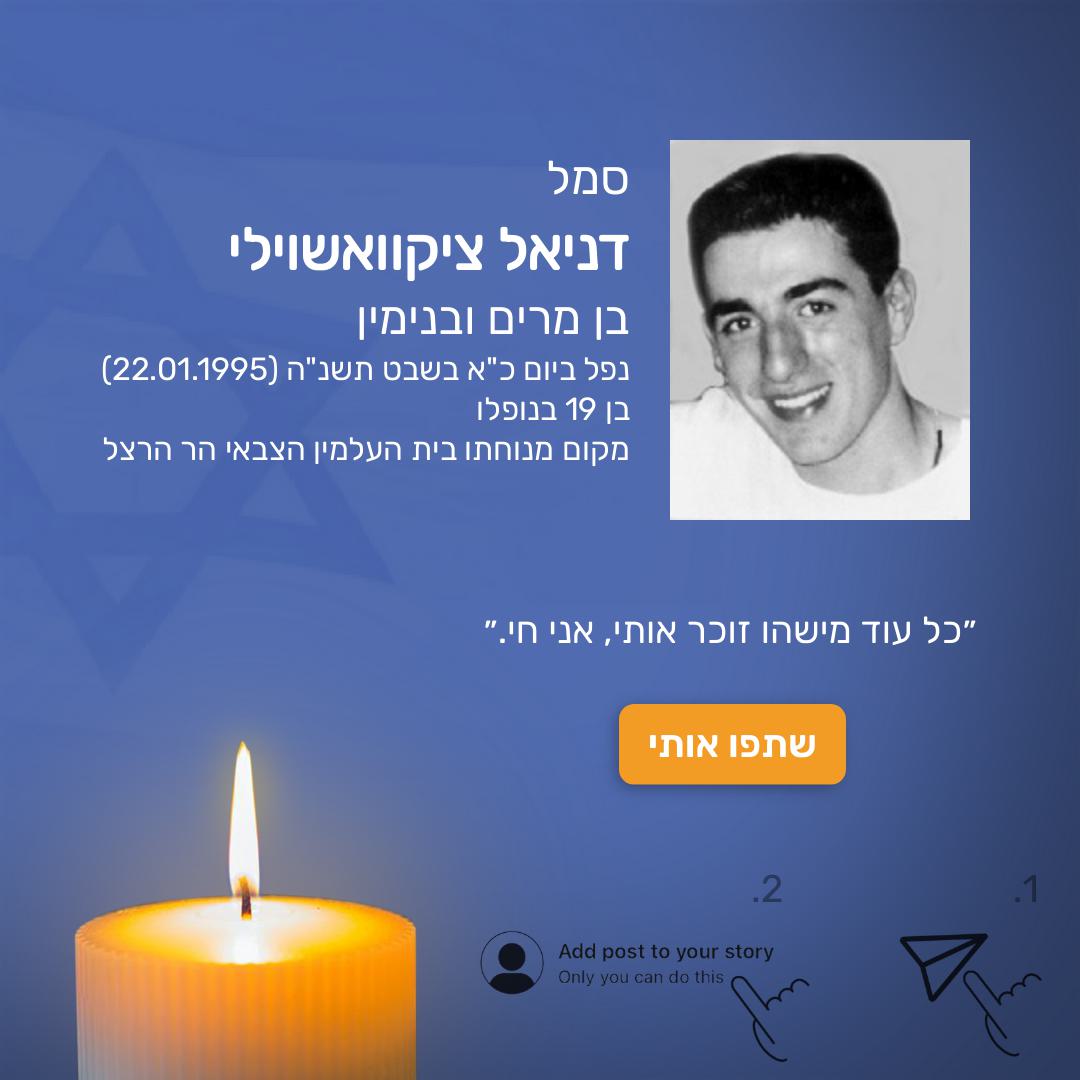 סמל
דניאל ציקוואשוילי
בן מרים ובנימין
נפל ביום כ"א בשבט תשנ"ה (22.01.1995)
בן 19 בנופלו
מקום מנוחתו בית העלמין הצבאי הר הרצל
״כל עוד מישהו זוכר אותי, אני חי.״
שתפו אותי
.1
.2
Add post to your story
Only you can do this